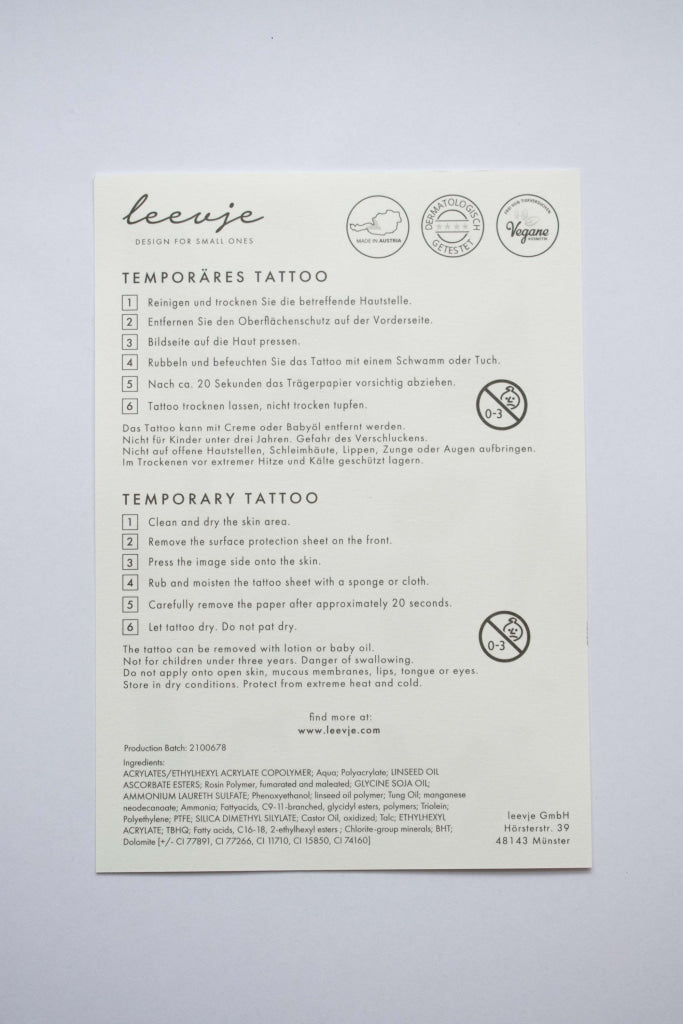 leevje
DESIGN FOR SMALL ONES
MADE IN AUSTRIA
DERMATOLOGISCH
GETESTET
FREI VON TIERVERSUCHEN
Vegane
KOSMETIK
TEMPORÄRES TATTOO
1 Reinigen und trocknen Sie die betreffende Hautstelle.
2 Entfernen Sie den Oberflächenschutz auf der Vorderseite.
3 Bildseite auf die Haut pressen.
4 Rubbeln und befeuchten Sie das Tattoo mit einem Schwamm oder Tuch.
5 Nach ca. 20 Sekunden das Trägerpapier vorsichtig abziehen.
6 Tattoo trocknen lassen, nicht trocken tupfen.
0-3
Das Tattoo kann mit Creme oder Babyöl entfernt werden.
Nicht für Kinder unter drei Jahren. Gefahr des Verschluckens.
Nicht auf offene Hautstellen, Schleimhäute, Lippen, Zunge oder Augen aufbringen.
Im Trockenen vor extremer Hitze und Kälte geschützt lagern.
TEMPORARY TATTOO
1 Clean and dry the skin area.
2 Remove the surface protection sheet on the front.
3 Press the image side onto the skin.
4 Rub and moisten the tattoo sheet with a sponge or cloth.
5 Carefully remove the paper after approximately 20 seconds.
6 Let tattoo dry. Do not pat dry.
0-3
The tattoo can be removed with lotion or baby oil.
Not for children under three years. Danger of swallowing.
Do not apply onto open skin, mucous membranes, lips, tongue or eyes.
Store in dry conditions. Protect from extreme heat and cold.
find more at:
www.leevje.com
Production Batch: 2100678
Ingredients:
ACRYLATES/ETHYLHEXYL ACRYLATE COPOLYMER; Aqua; Polyacrylate; LINSEED OIL
ASCORBATE ESTERS; Rosin Polymer, fumarated and maleated; GLYCINE SOJA OIL;
AMMONIUM LAURETH SULFATE; Phenoxyethanol; linseed oil polymer; Tung Oil; manganese
neodecanoate; Ammonia; Fattyacids, C9-11-branched, glycidyl esters, polymers; Triolein;
Polyethylene; PTFE; SILICA DIMETHYL SILYLATE; Castor Oil, oxidized; Talc; ETHYLHEXYL
ACRYLATE; TBHQ; Fatty acids, C16-18, 2-ethylhexyl esters ; Chlorite-group minerals; BHT;
Dolomite [+/- CI 77891, CI 77266, CI 11710, CI 15850, CI 74160]
leevje GmbH
Hörsterstr. 39
48143 Münster